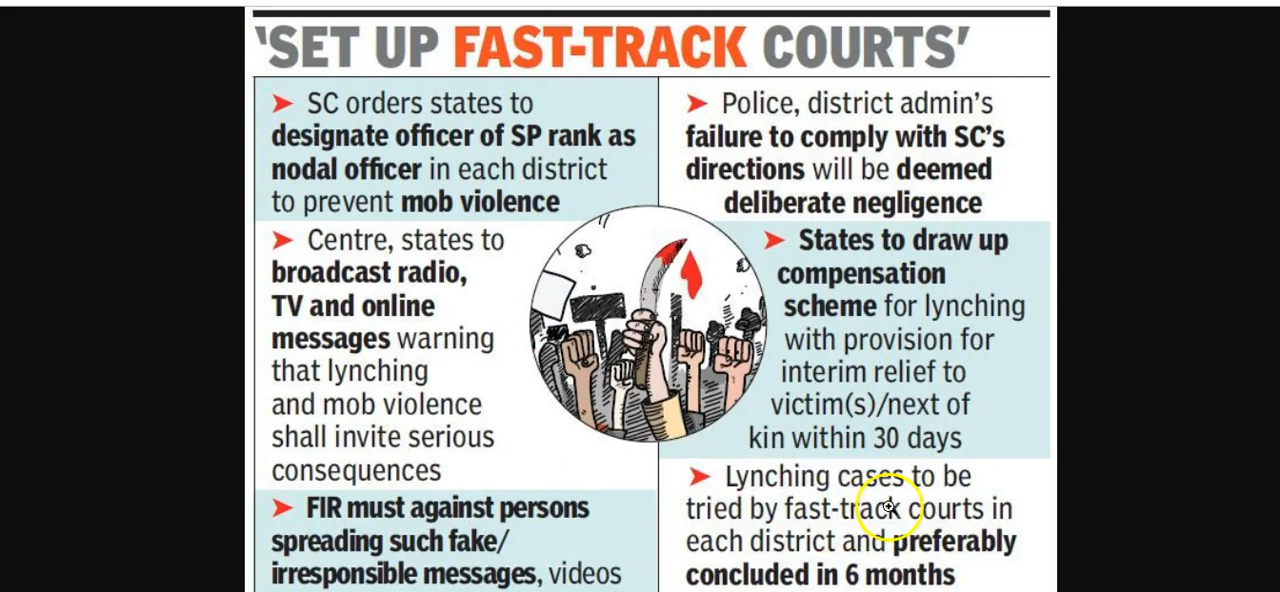 'SET UP FAST-TRACK COURTS'
➤ SC orders states to
designate officer of SP rank as
nodal officer in each district
to prevent mob violence
➤ Centre, states to
broadcast radio,
TV and online
messages warning
that lynching
and mob violence
shall invite serious
consequences
➤ FIR must against persons
spreading such fake/
irresponsible messages, videos
➤ Police, district admin's
failure to comply with SC's
directions will be deemed
deliberate negligence
➤ States to draw up
compensation
scheme for lynching
with provision for
interim relief to
victim(s)/next of
kin within 30 days
➤ Lynching cases to be
tried by fast-track courts in
each district and preferably
concluded in 6 months